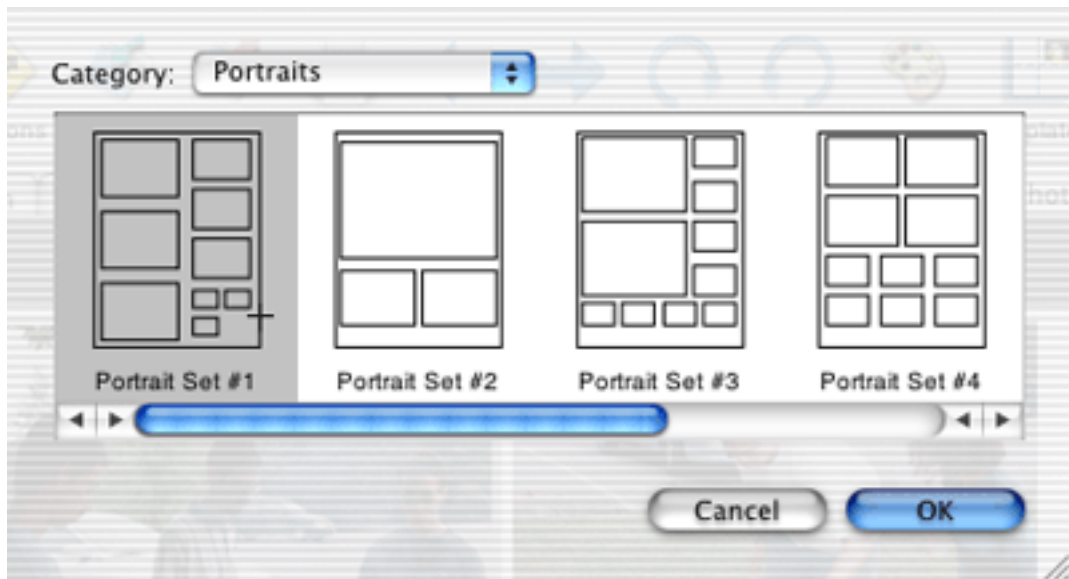 Category: Portraits
Portrait Set #1
Portrait Set #2
Portrait Set #3
Portrait Set #4
Cancel
OK